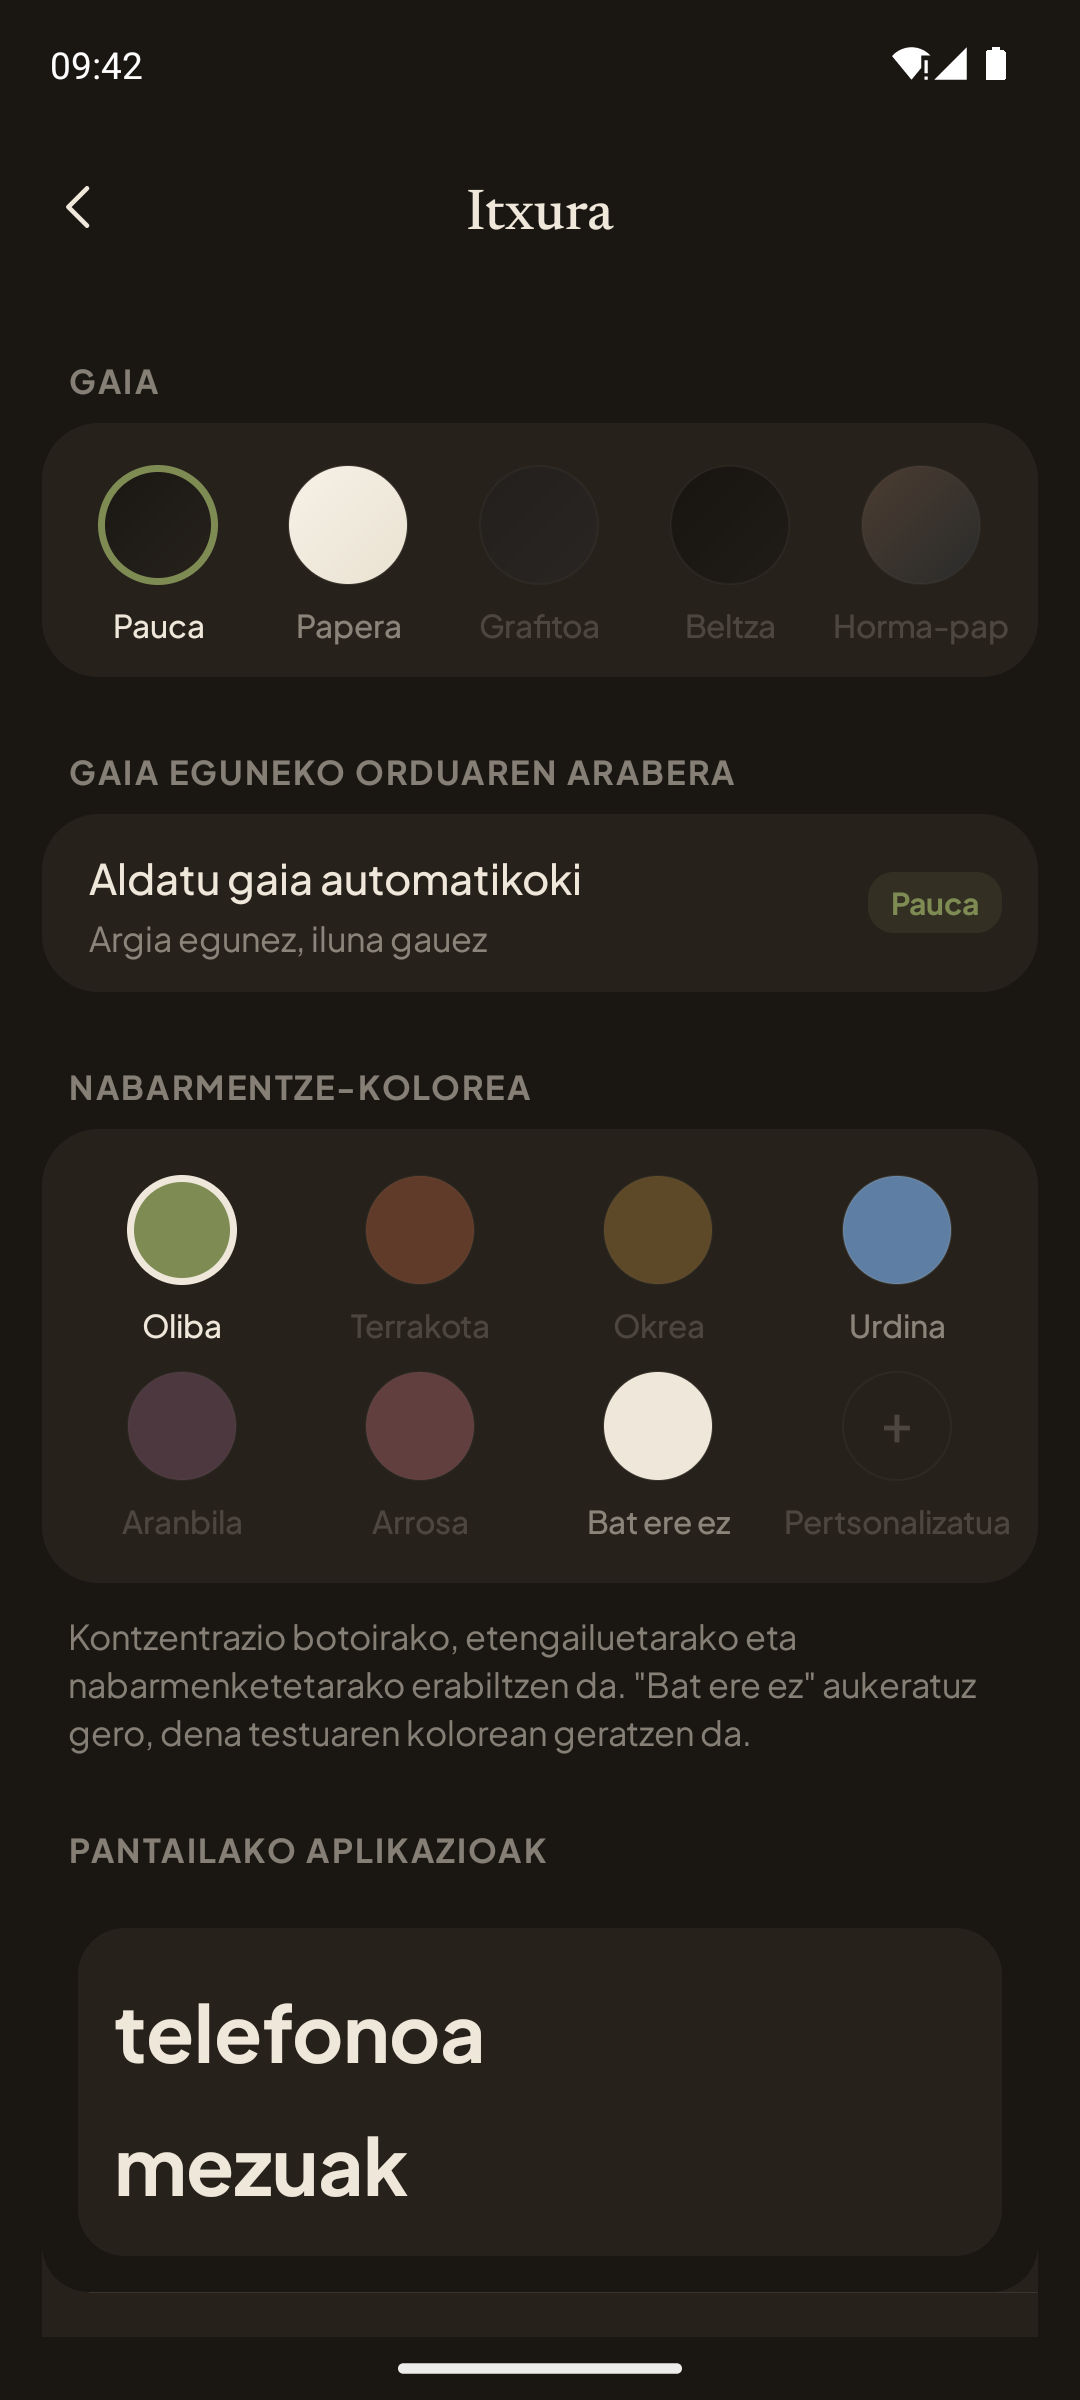 09:42
Itxura
GAIA
Pauca
Papera
Grafitoa
Beltza
Horma-pap
GAIA EGUNEKO ORDUAREN ARABERA
Aldatu gaia automatikoki
Argia egunez, iluna gauez
Pauca
NABARMENTZE-KOLOREA
Oliba
Terrakota
Okrea
Urdina
Aranbila
Arrosa
Bat ere ez
Pertsonalizatua
Kontzentrazio botoirako, etengailuetarako eta
nabarmenketetarako erabiltzen da. "Bat ere ez" aukeratuz
gero, dena testuaren kolorean geratzen da.
PANTAILAKO APLIKAZIOAK
telefonoa
mezuak